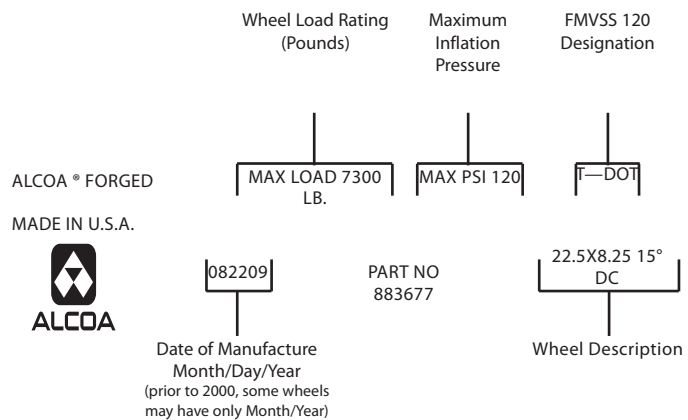 Wheel Load Rating
(Pounds)
Maximum
Inflation
Pressure
FMVSS 120
Designation
ALCOA ® FORGED
MAX LOAD 7300
LB.
MAX PSI 120
T—DOT
MADE IN U.S.A.
ALCOA
082209
PART NO
883677
22.5X8.25 15°
DC
Date of Manufacture
Month/Day/Year
(prior to 2000, some wheels
may have only Month/Year)
Wheel Description